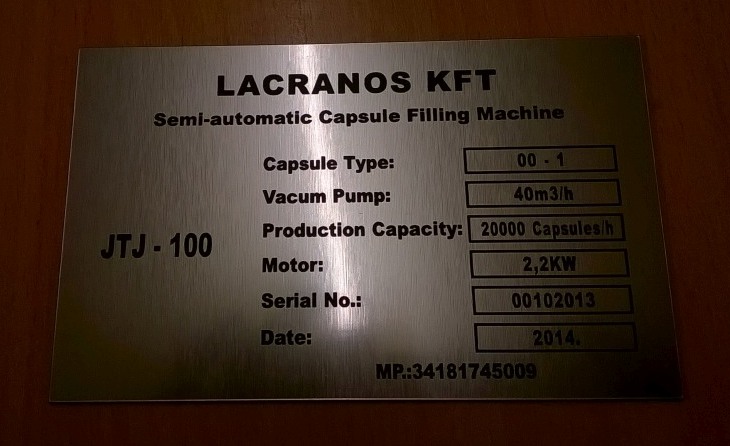 LACRANOS KFT
Semi-automatic Capsule Filling Machine
Capsule Type: 00 - 1
Vacum Pump: 40m3/h
Production Capacity: 20000 Capsules/h
JTJ - 100
Motor: 2,2KW
Serial No.: 00102013
Date: 2014.
MP.:34181745009